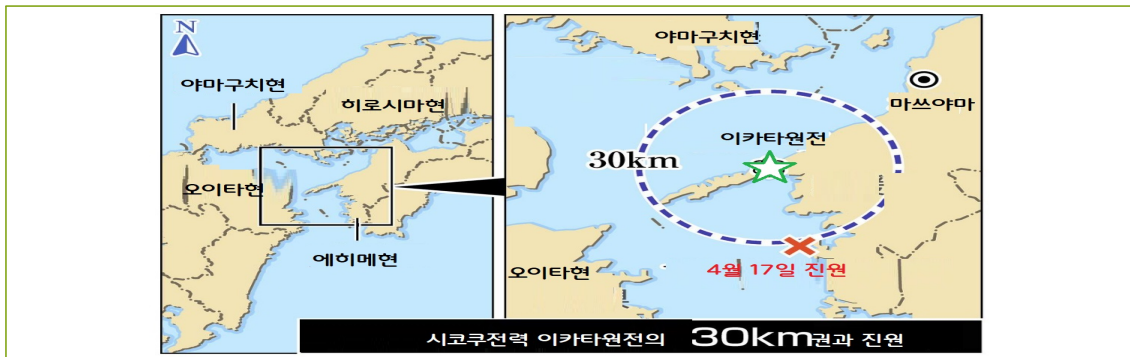 N
야마구치현
히로시마현
오이타현
에히메현
야마구치현
마쓰야마
이카타원전
30km
4월 17일 진원
오이타현
시코쿠전력 이카타원전의 30km권과 진원